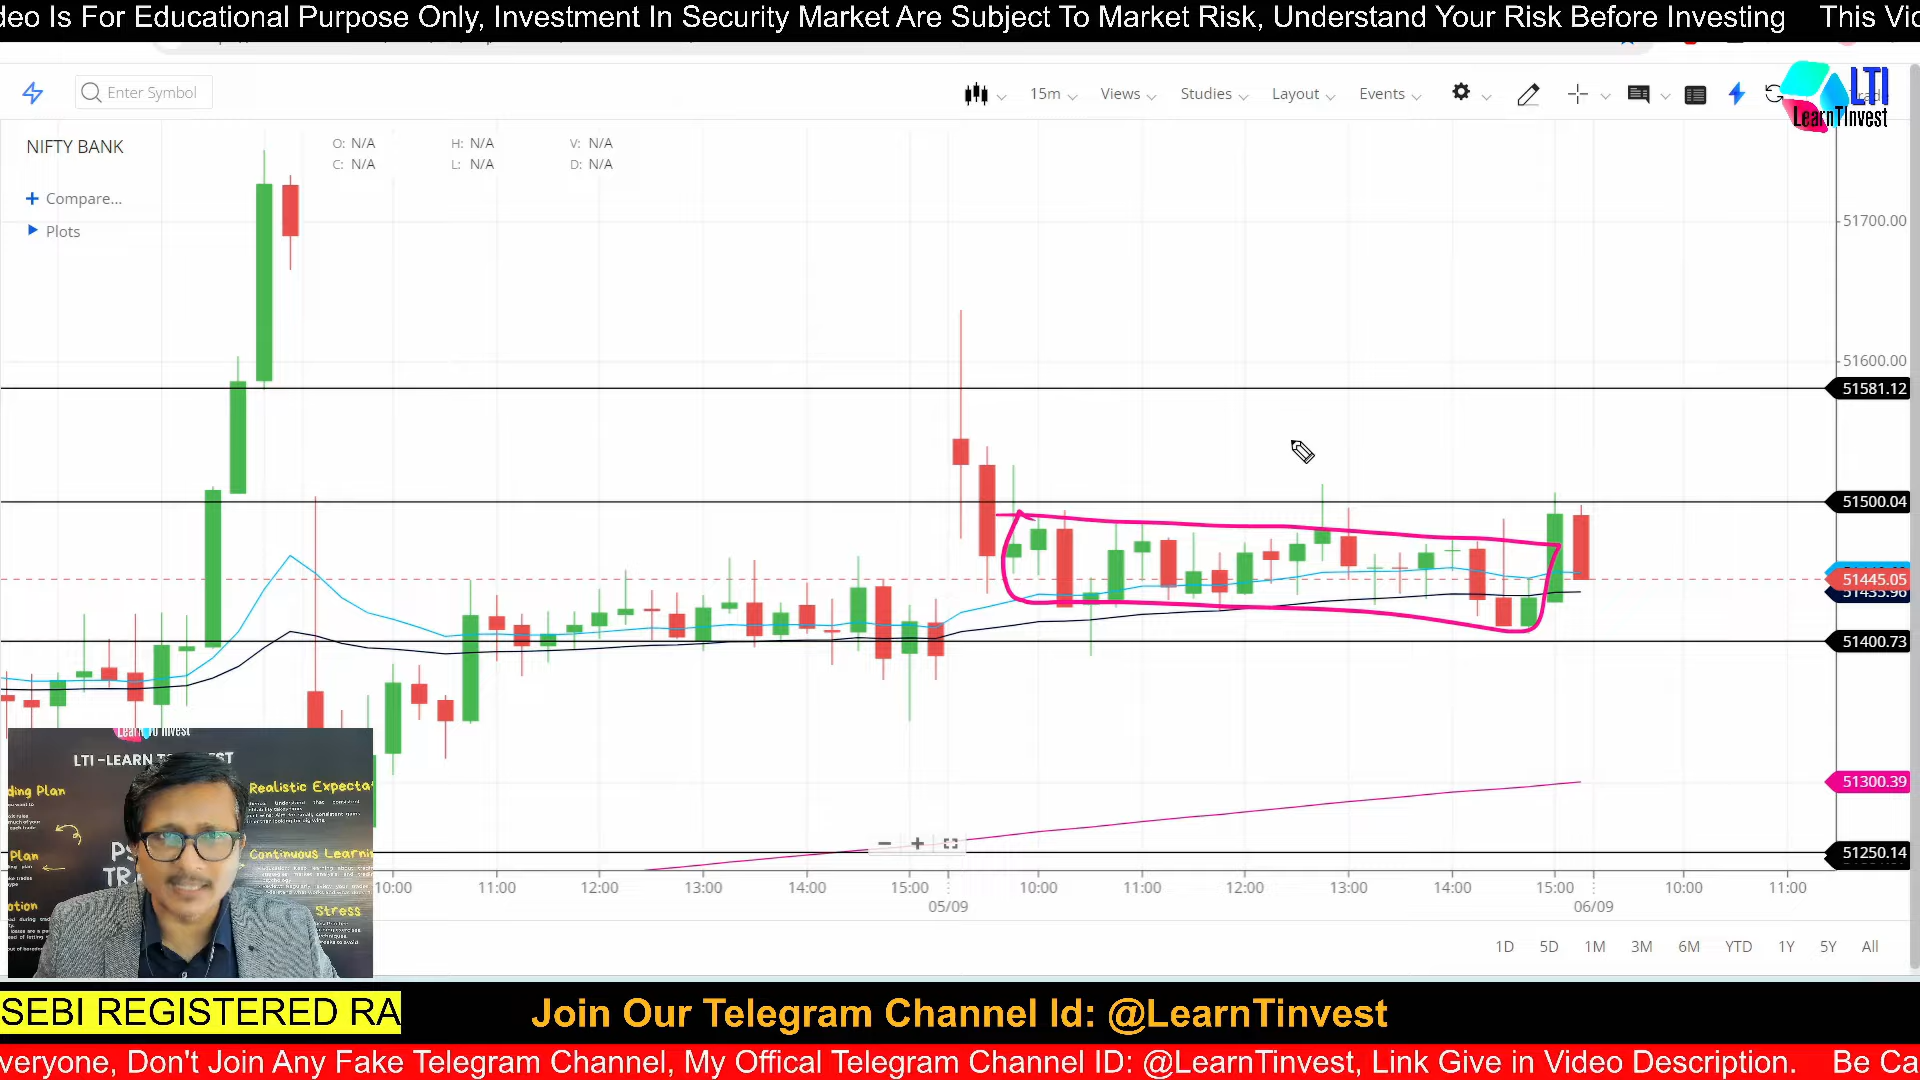 deo Is For Educational Purpose Only, Investment In Security Market Are Subject To Market Risk, Understand Your Risk Before Investing This Vid
Enter Symbol
15m Views Studies Layout Events
LTI
LearnTInvest
NIFTY BANK
O: N/A H: N/A V: N/A
C: N/A L: N/A D: N/A
Compare...
Plots
51700.00
51600.00
51581.12
51500.04
51445.05
51435.96
51400.73
51300.39
51250.14
LTI -LEARN T
ST
ding Plan
Realistic Expecta
Plan
Continuous Learnin
otion
Stress
10:00 11:00 12:00 13:00 14:00 15:00 10:00 11:00 12:00 13:00 14:00 15:00 10:00 11:00
05/09 06/09
1D 5D 1M 3M 6M YTD 1Y 5Y All
SEBI REGISTERED RA
Join Our Telegram Channel Id: @LearnTinvest
veryone, Don't Join Any Fake Telegram Channel, My Offical Telegram Channel ID: @LearnTinvest, Link Give in Video Description. Be Ca